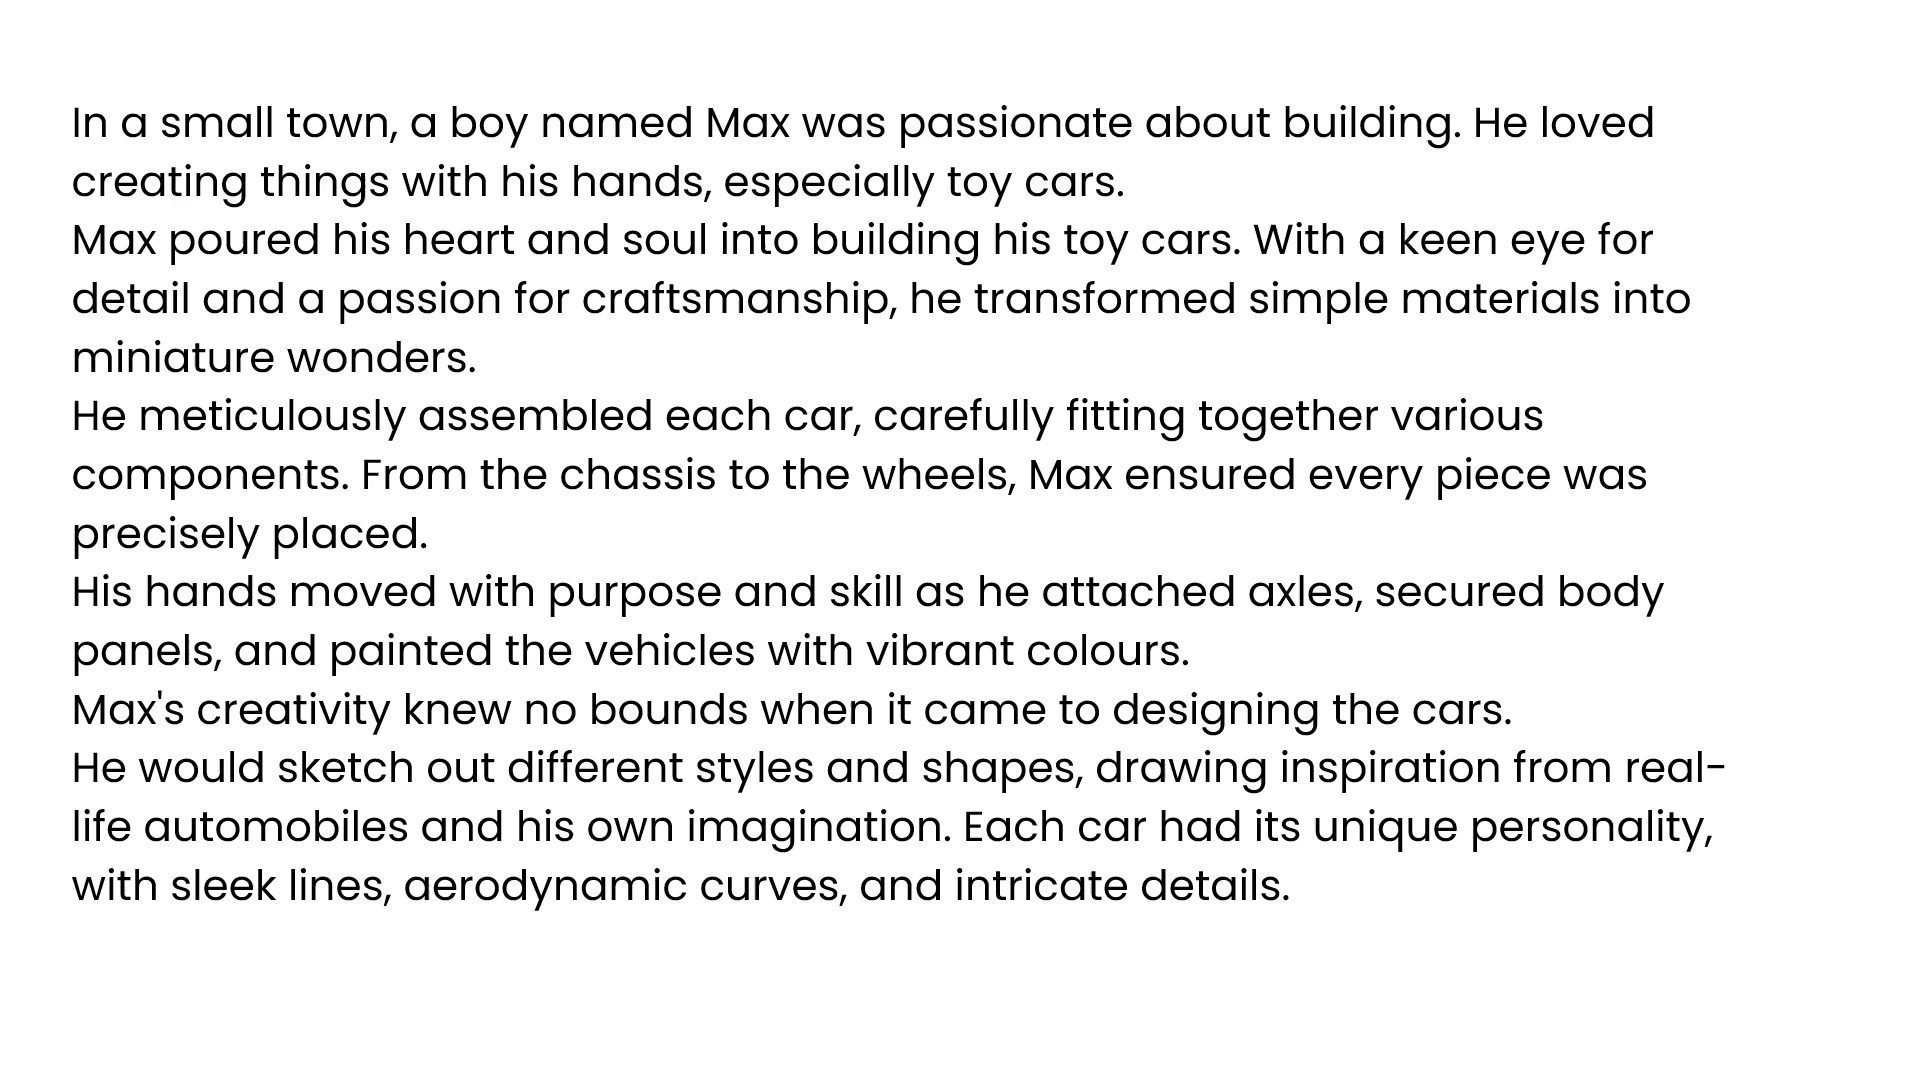 In a small town, a boy named Max was passionate about building. He loved
creating things with his hands, especially toy cars.
Max poured his heart and soul into building his toy cars. With a keen eye for
detail and a passion for craftsmanship, he transformed simple materials into
miniature wonders.
He meticulously assembled each car, carefully fitting together various
components. From the chassis to the wheels, Max ensured every piece was
precisely placed.
His hands moved with purpose and skill as he attached axles, secured body
panels, and painted the vehicles with vibrant colours.
Max's creativity knew no bounds when it came to designing the cars.
He would sketch out different styles and shapes, drawing inspiration from real-
life automobiles and his own imagination. Each car had its unique personality,
with sleek lines, aerodynamic curves, and intricate details.